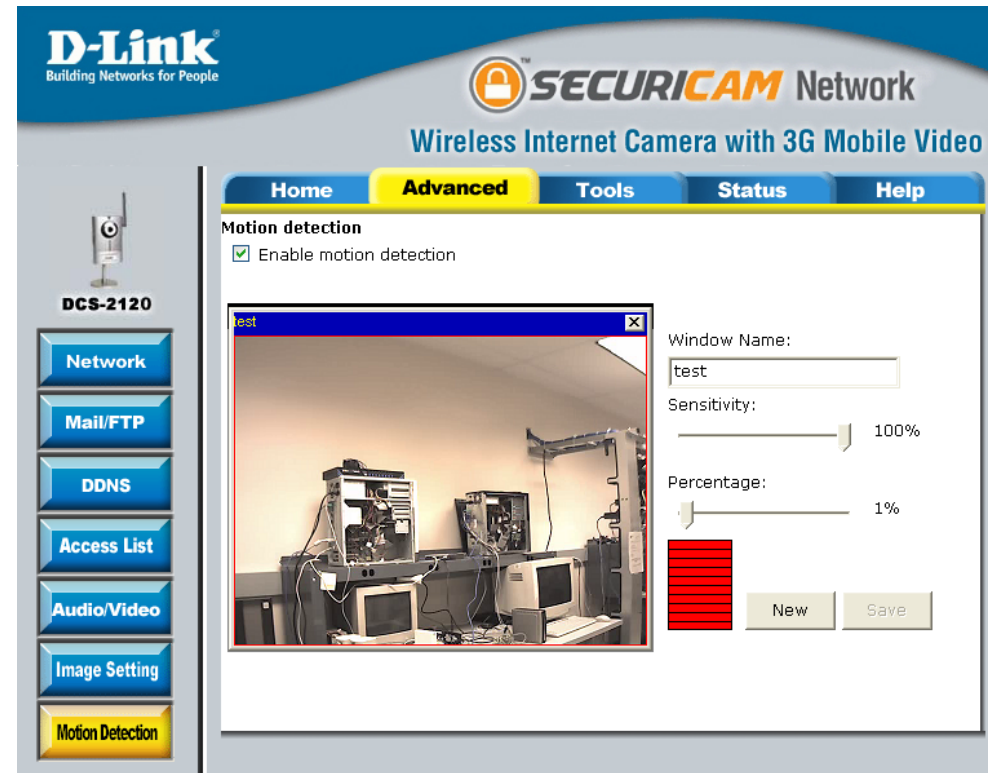 D-Link®
Building Networks for People
SECURICAM™ Network
Wireless Internet Camera with 3G Mobile Video
Home
Advanced
Tools
Status
Help
DCS-2120
Network
Mail/FTP
DDNS
Access List
Audio/Video
Image Setting
Motion Detection
Motion detection
Enable motion detection
test
Window Name:
test
Sensitivity:
100%
Percentage:
1%
New
Save